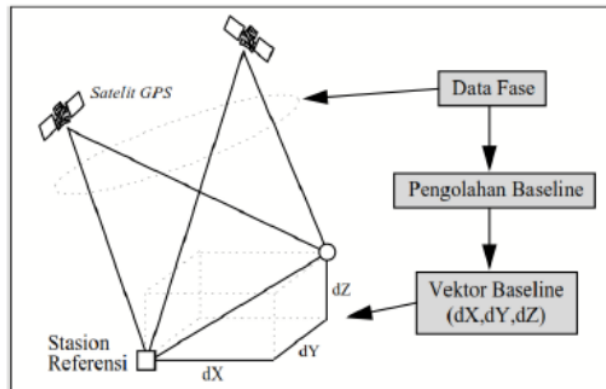 Satelit GPS
Data Fase
Pengolahan Baseline
Vektor Baseline
(dX,dY,dZ)
dZ
dY
dX
Stasion
Referensi